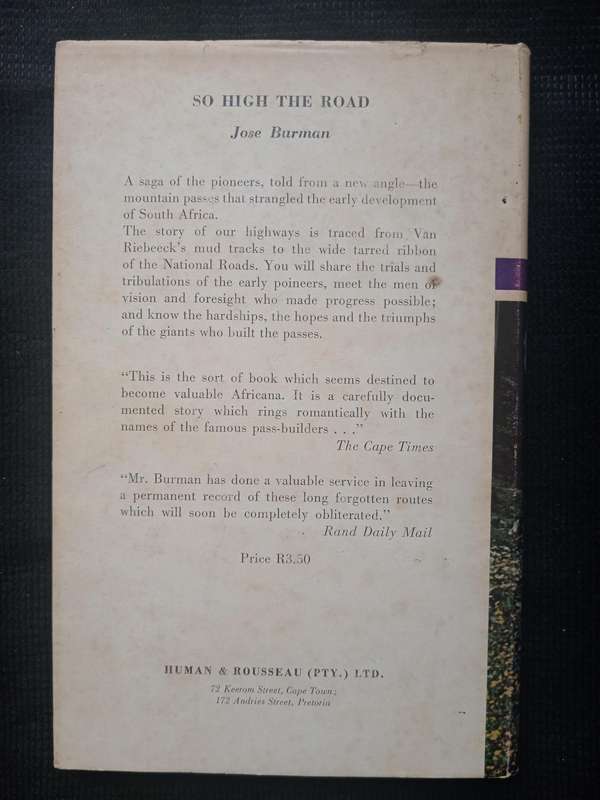 SO HIGH THE ROAD
Jose Burman
A saga of the pioneers, told from a new angle—the
mountain passes that strangled the early development
of South Africa.
The story of our highways is traced from Van
Riebeeck's mud tracks to the wide tarred ribbon
of the National Roads. You will share the trials and
tribulations of the early poineers, meet the men of
vision and foresight who made progress possible;
and know the hardships, the hopes and the triumphs
of the giants who built the passes.
"This is the sort of book which seems destined to
become valuable Africana. It is a carefully docu-
mented story which rings romantically with the
names of the famous pass-builders . . ."
The Cape Times
"Mr. Burman has done a valuable service in leaving
a permanent record of these long forgotten routes
which will soon be completely obliterated."
Rand Daily Mail
Price R3.50
HUMAN & ROUSSEAU (PTY.) LTD.
72 Keerom Street, Cape Town;
172 Andries Street, Pretoria